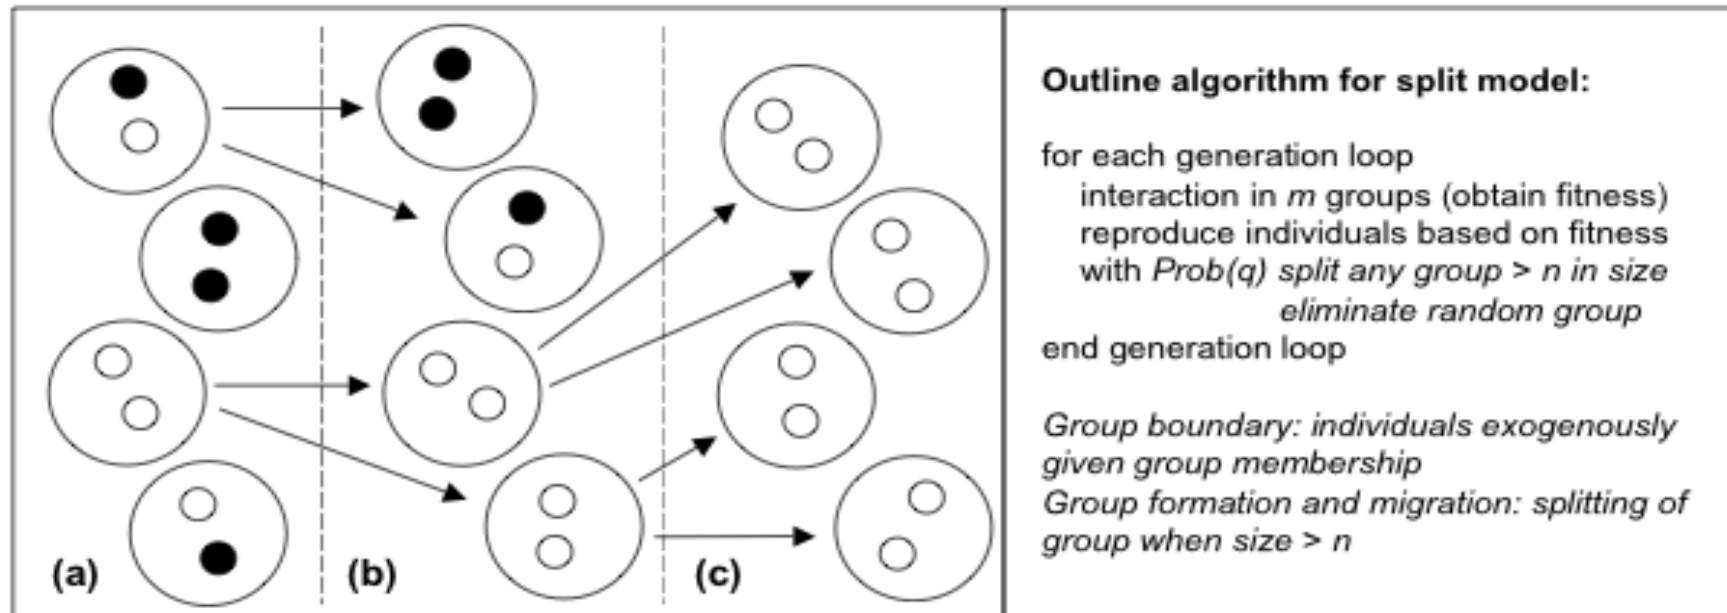 (a)
(b)
(c)
Outline algorithm for split model:
for each generation loop
interaction in m groups (obtain fitness)
reproduce individuals based on fitness
with Prob(q) split any group > n in size
eliminate random group
end generation loop
Group boundary: individuals exogenously
given group membership
Group formation and migration: splitting of
group when size > n